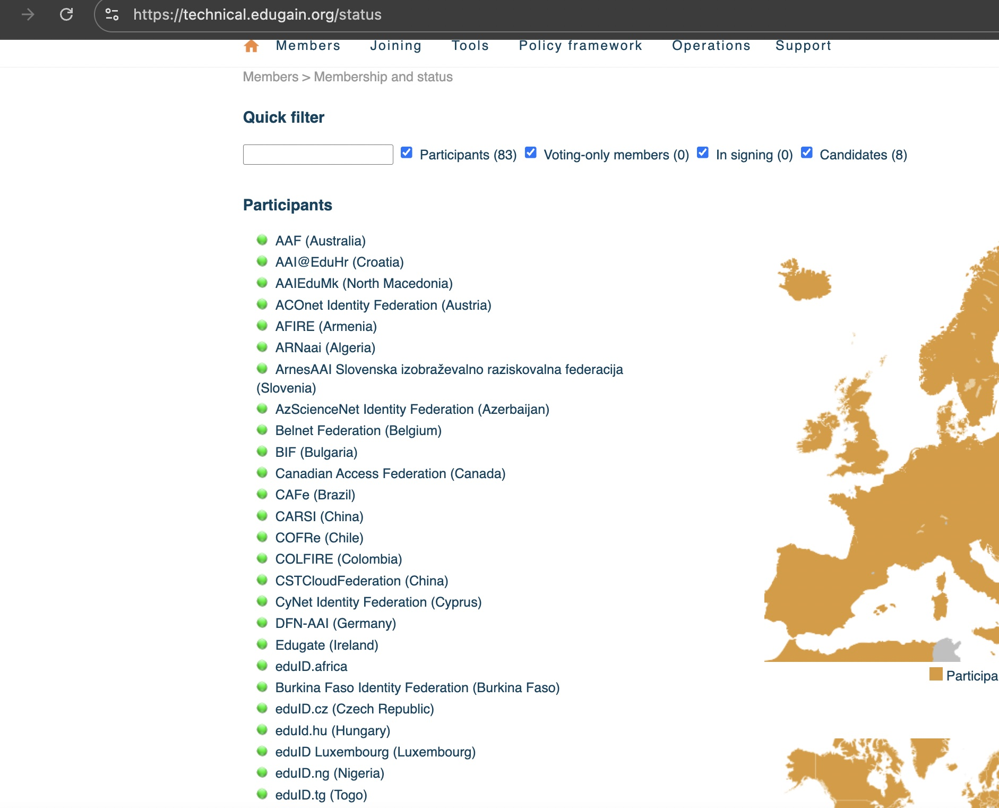 https://technical.edugain.org/status
Members Joining Tools Policy framework Operations Support
Members > Membership and status
Quick filter
Participants (83) Voting-only members (0) In signing (0) Candidates (8)
Participants
AAF (Australia)
AAI@EduHr (Croatia)
AAIEduMk (North Macedonia)
ACOnet Identity Federation (Austria)
AFIRE (Armenia)
ARNaai (Algeria)
ArnesAAI Slovenska izobraževalno raziskovalna federacija
(Slovenia)
AzScienceNet Identity Federation (Azerbaijan)
Belnet Federation (Belgium)
BIF (Bulgaria)
Canadian Access Federation (Canada)
CAFe (Brazil)
CARSI (China)
COFRe (Chile)
COLFIRE (Colombia)
CSTCloudFederation (China)
CyNet Identity Federation (Cyprus)
DFN-AAI (Germany)
Edugate (Ireland)
eduID.africa
Burkina Faso Identity Federation (Burkina Faso)
eduID.cz (Czech Republic)
eduId.hu (Hungary)
eduID Luxembourg (Luxembourg)
eduID.ng (Nigeria)
eduID.tg (Togo)
Participa